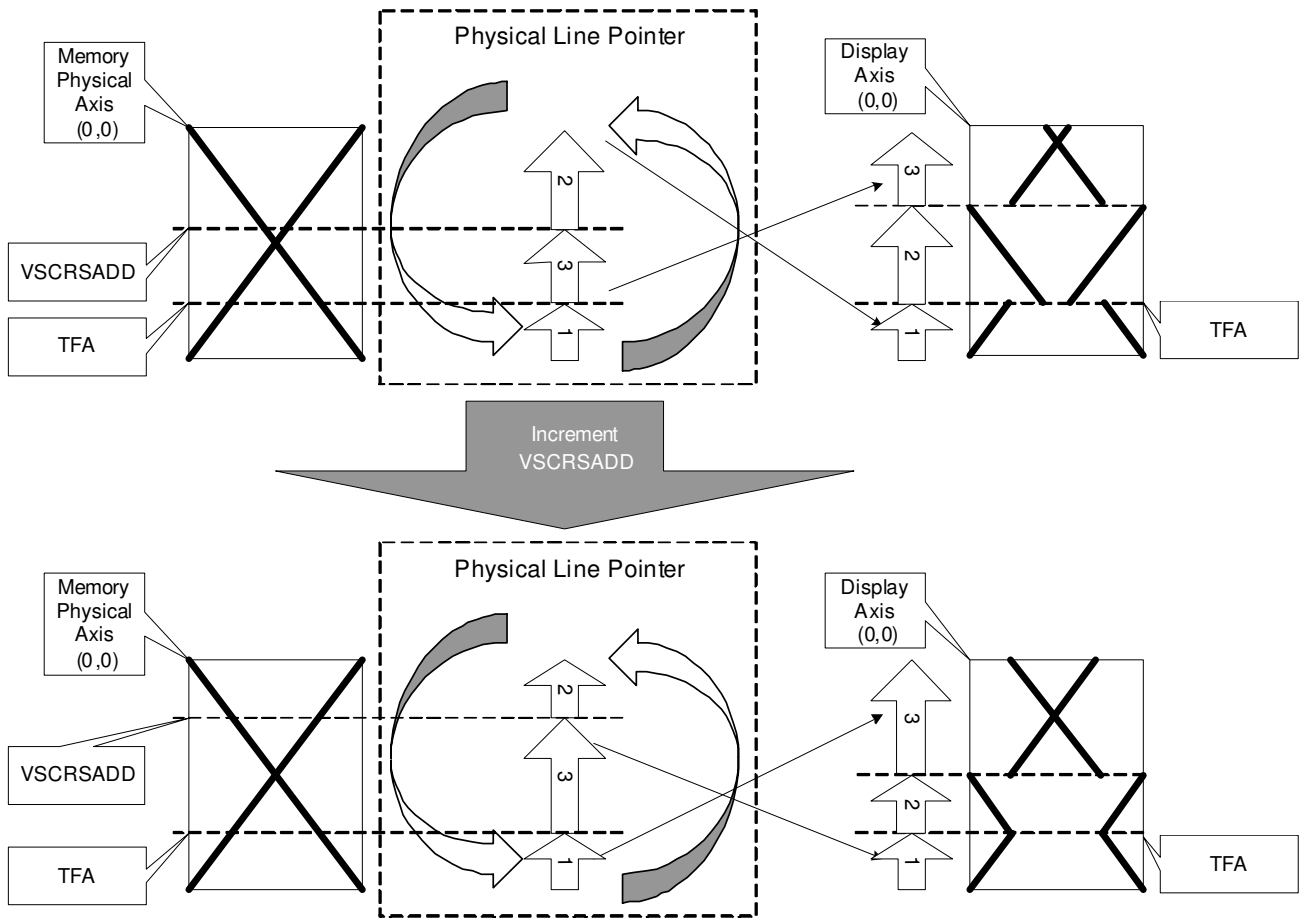 Physical Line Pointer
Memory
Physical
Axis
(0,0)
Display
Axis
(0,0)
2
3
1
3
2
1
VSCRSADD
TFA
TFA
Increment
VSCRSADD
Physical Line Pointer
Memory
Physical
Axis
(0,0)
Display
Axis
(0,0)
2
3
1
3
2
1
VSCRSADD
TFA
TFA